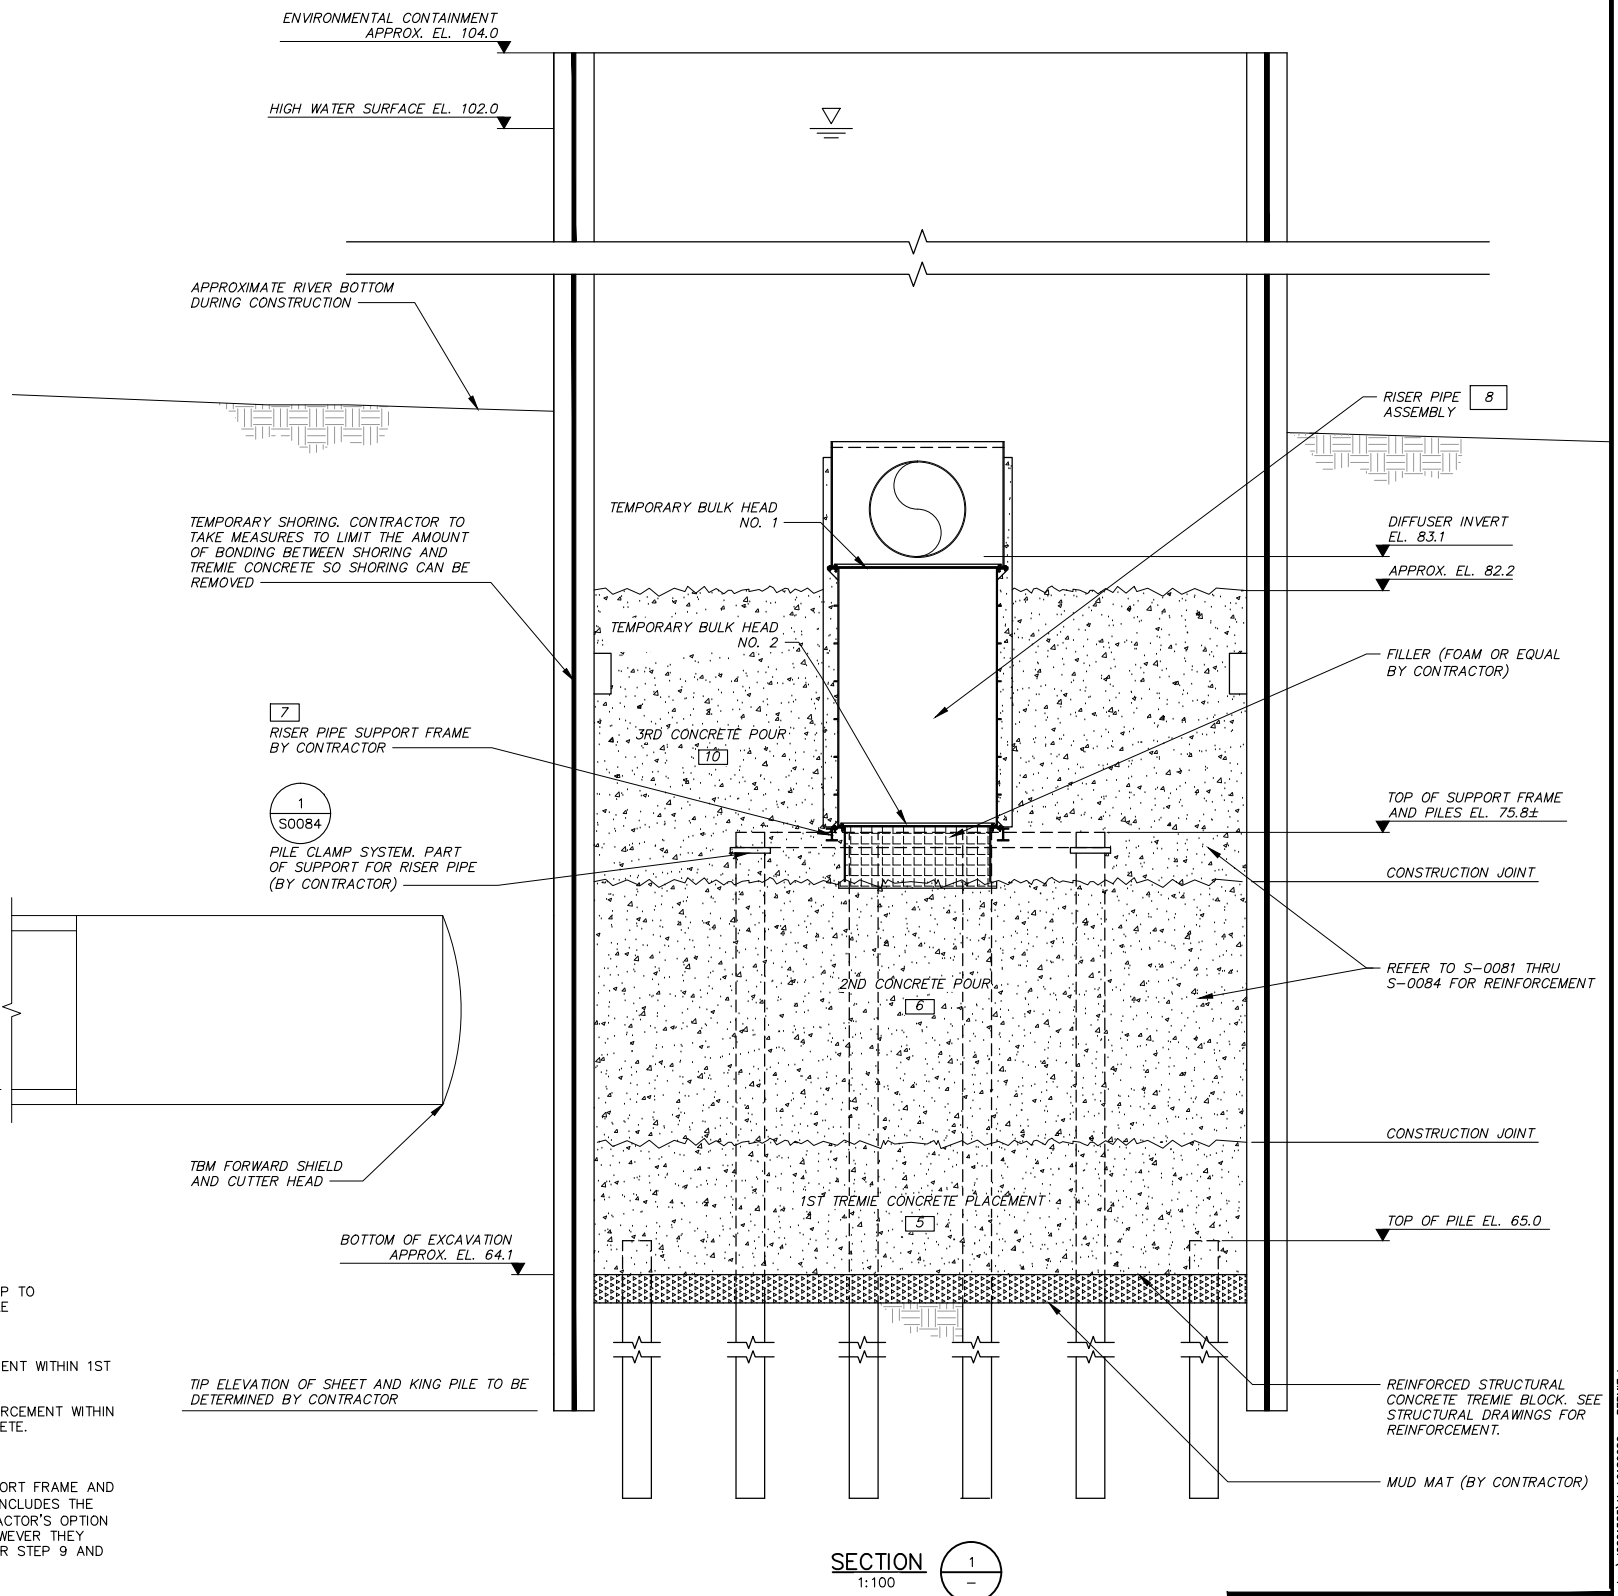 ENVIRONMENTAL CONTAINMENT
APPROX. EL. 104.0
HIGH WATER SURFACE EL. 102.0
APPROXIMATE RIVER BOTTOM
DURING CONSTRUCTION
RISER PIPE
ASSEMBLY
8
TEMPORARY BULK HEAD
NO. 1
TEMPORARY SHORING. CONTRACTOR TO
TAKE MEASURES TO LIMIT THE AMOUNT
OF BONDING BETWEEN SHORING AND
TREMIE CONCRETE SO SHORING CAN BE
REMOVED
DIFFUSER INVERT
EL. 83.1
APPROX. EL. 82.2
TEMPORARY BULK HEAD
NO. 2
FILLER (FOAM OR EQUAL
BY CONTRACTOR)
7
RISER PIPE SUPPORT FRAME
BY CONTRACTOR
3RD CONCRETE POUR
10
1
S0084
PILE CLAMP SYSTEM. PART
OF SUPPORT FOR RISER PIPE
(BY CONTRACTOR)
TOP OF SUPPORT FRAME
AND PILES EL. 75.8±
CONSTRUCTION JOINT
REFER TO S-0081 THRU
S-0084 FOR REINFORCEMENT
2ND CONCRETE POUR
6
CONSTRUCTION JOINT
TBM FORWARD SHIELD
AND CUTTER HEAD
1ST TREMIE CONCRETE PLACEMENT
5
TOP OF PILE EL. 65.0
BOTTOM OF EXCAVATION
APPROX. EL. 64.1
P TO
ENT WITHIN 1ST
TIP ELEVATION OF SHEET AND KING PILE TO BE
DETERMINED BY CONTRACTOR
RCEMENT WITHIN
ETE.
REINFORCED STRUCTURAL
CONCRETE TREMIE BLOCK. SEE
STRUCTURAL DRAWINGS FOR
REINFORCEMENT.
MUD MAT (BY CONTRACTOR)
ORT FRAME AND
NCLUDES THE
ACTOR'S OPTION
WEVER THEY
R STEP 9 AND
SECTION
1:100
1
-